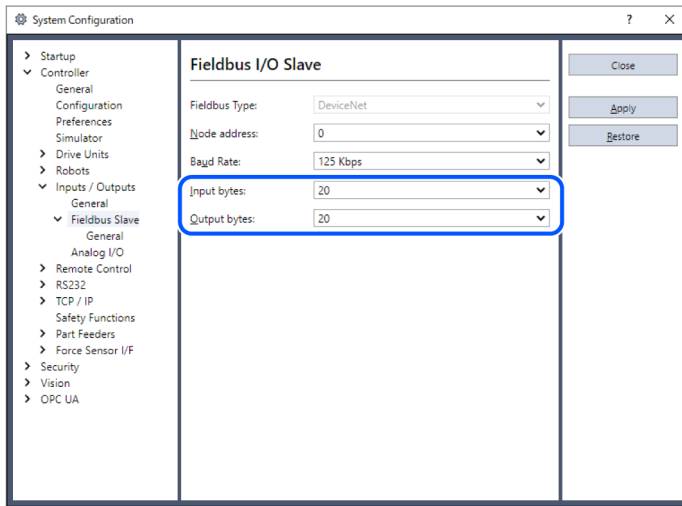 System Configuration
?
Startup
Controller
General
Configuration
Preferences
Simulator
Drive Units
Robots
Inputs / Outputs
General
Fieldbus Slave
General
Analog I/O
Remote Control
RS232
TCP / IP
Safety Functions
Part Feeders
Force Sensor I/F
Security
Vision
OPC UA
Fieldbus I/O Slave
Fieldbus Type: DeviceNet
Node address: 0
Baud Rate: 125 Kbps
Input bytes: 20
Output bytes: 20
Close
Apply
Restore